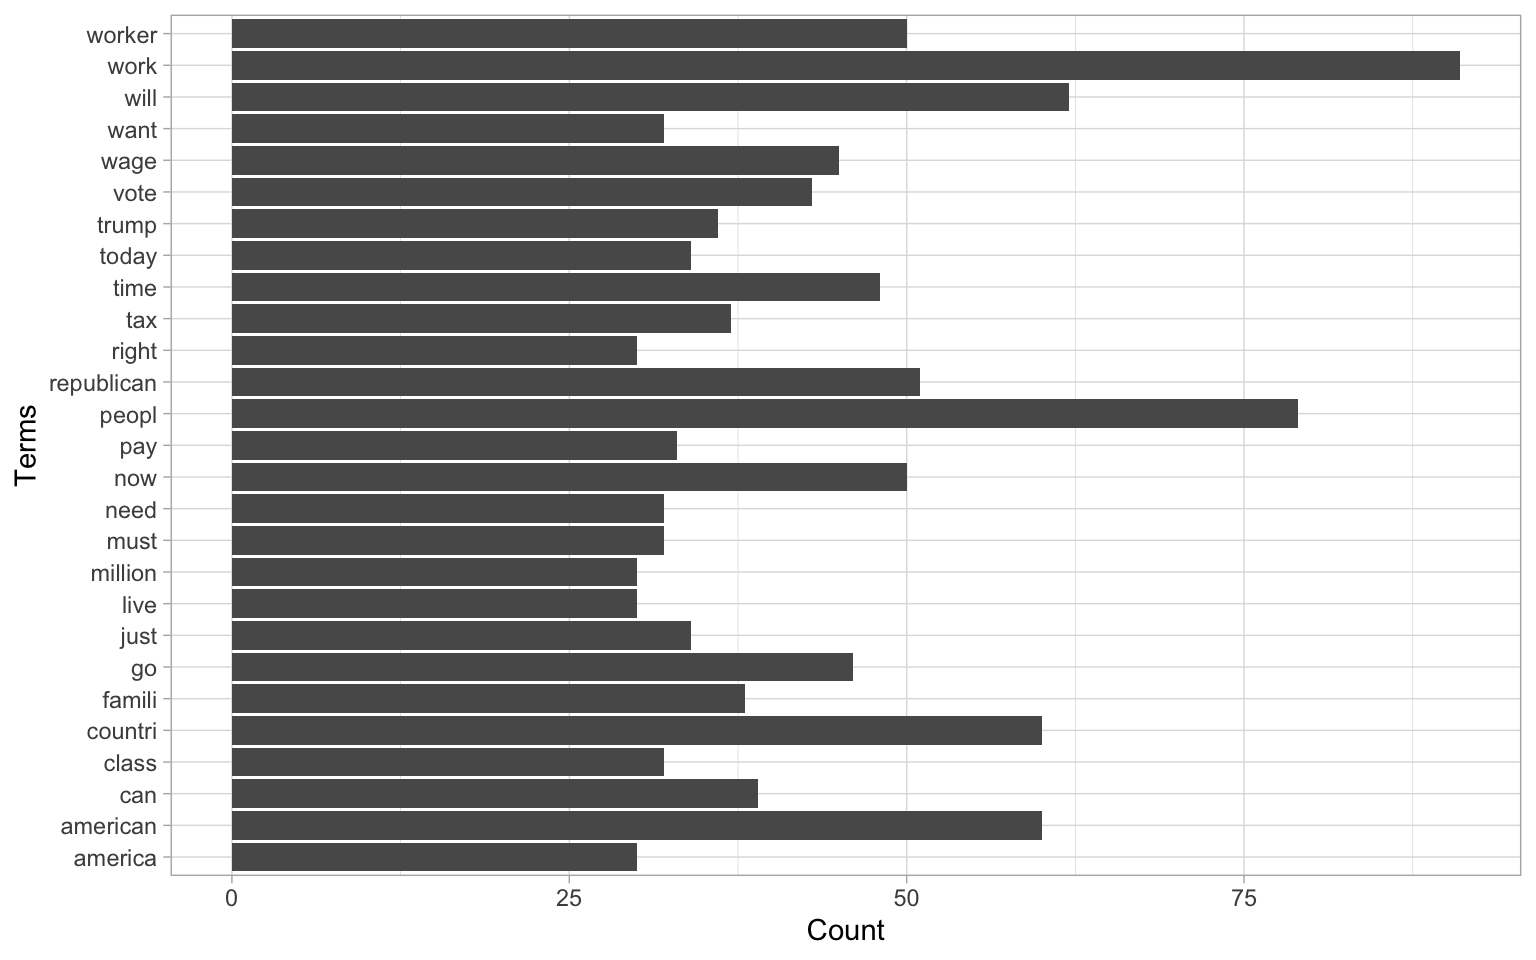 worker
work
will
want
wage
vote
trump
today
time
tax
right
republican
peopl
pay
now
need
must
million
live
just
go
famili
countri
class
can
american
america
Terms
0 25 50 75
Count